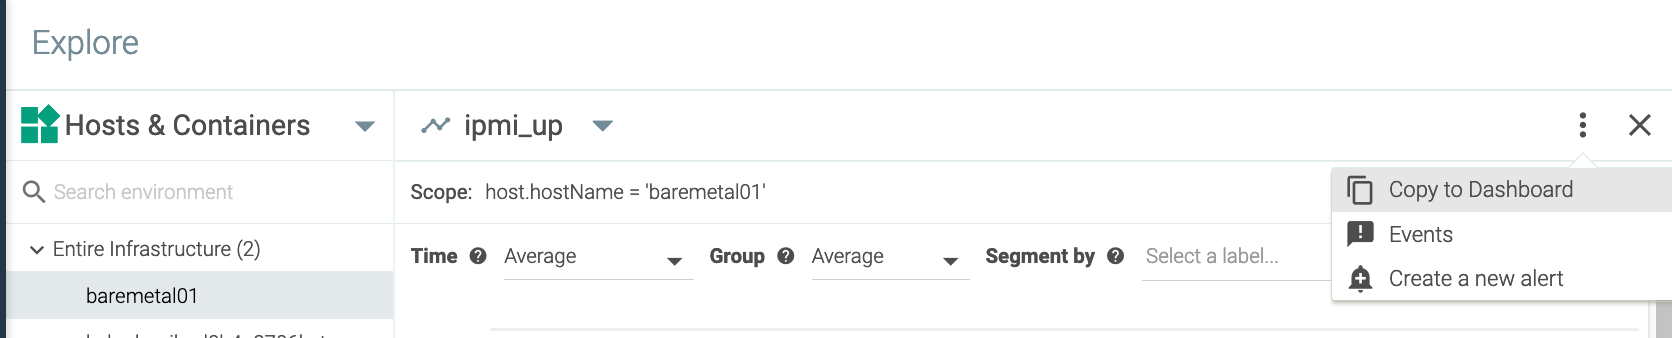 Explore
Hosts & Containers
ipmi_up
Search environment
Scope: host.hostName = 'baremetal01'
Copy to Dashboard
Events
Create a new alert
Entire Infrastructure (2)
Time Average Group Average Segment by Select a label...
baremetal01